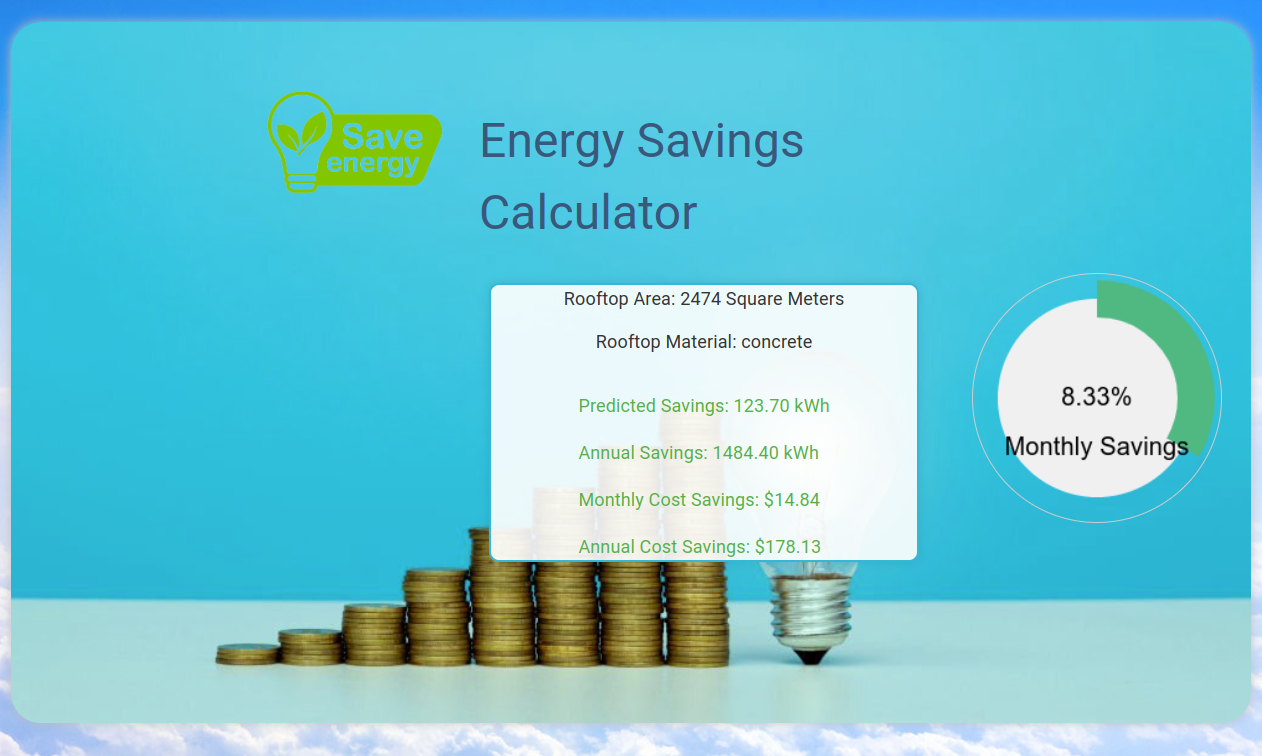 Save
energy
Energy Savings
Calculator
Rooftop Area: 2474 Square Meters
Rooftop Material: concrete
Predicted Savings: 123.70 kWh
Annual Savings: 1484.40 kWh
Monthly Cost Savings: $14.84
Annual Cost Savings: $178.13
8.33%
Monthly Savings